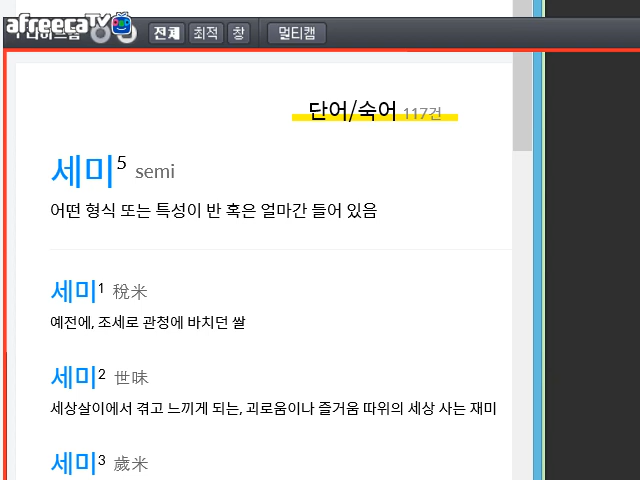 afreecaTV
전체 최적 창 멀티캠
단어/숙어 117건
세미5 semi
어떤 형식 또는 특성이 반 혹은 얼마간 들어 있음
세미1 稅米
예전에, 조세로 관청에 바치던 쌀
세미2 世味
세상살이에서 겪고 느끼게 되는, 괴로움이나 즐거움 따위의 세상 사는 재미
세미3 歲米